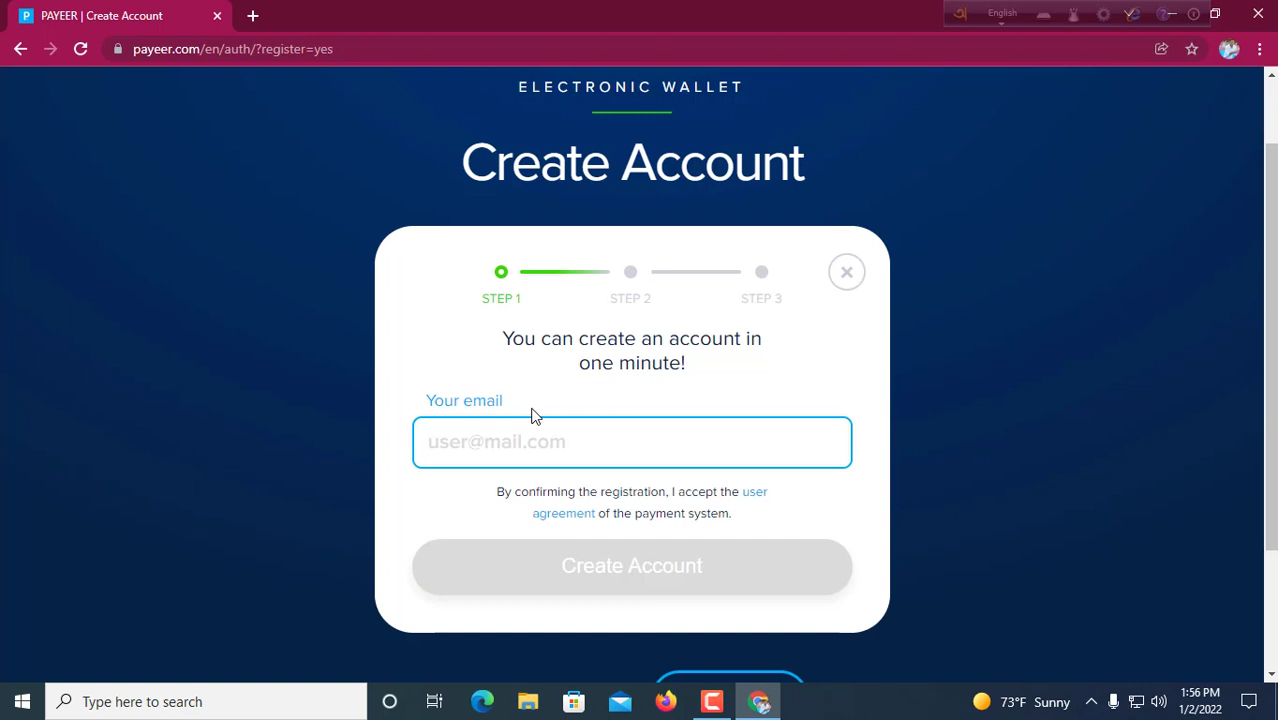 PAYEER | Create Account
English
payeer.com/en/auth/?register=yes
ELECTRONIC WALLET
Create Account
STEP 1
STEP 2
STEP 3
You can create an account in
one minute!
Your email
user@mail.com
By confirming the registration, I accept the user
agreement of the payment system.
Create Account
Type here to search
73°F Sunny
1:56 PM
1/2/2022